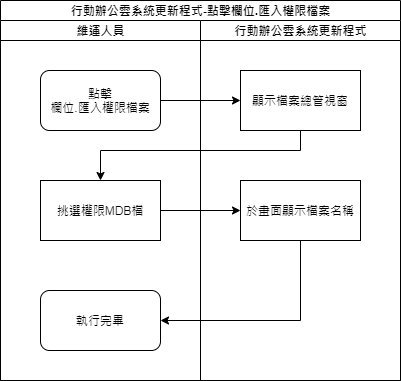 行動辦公雲系統更新程式-點擊欄位.匯入權限檔案
維運人員
行動辦公雲系統更新程式
點擊
欄位.匯入權限檔案
顯示檔案總管視窗
挑選權限MDB檔
於畫面顯示檔案名稱
執行完畢